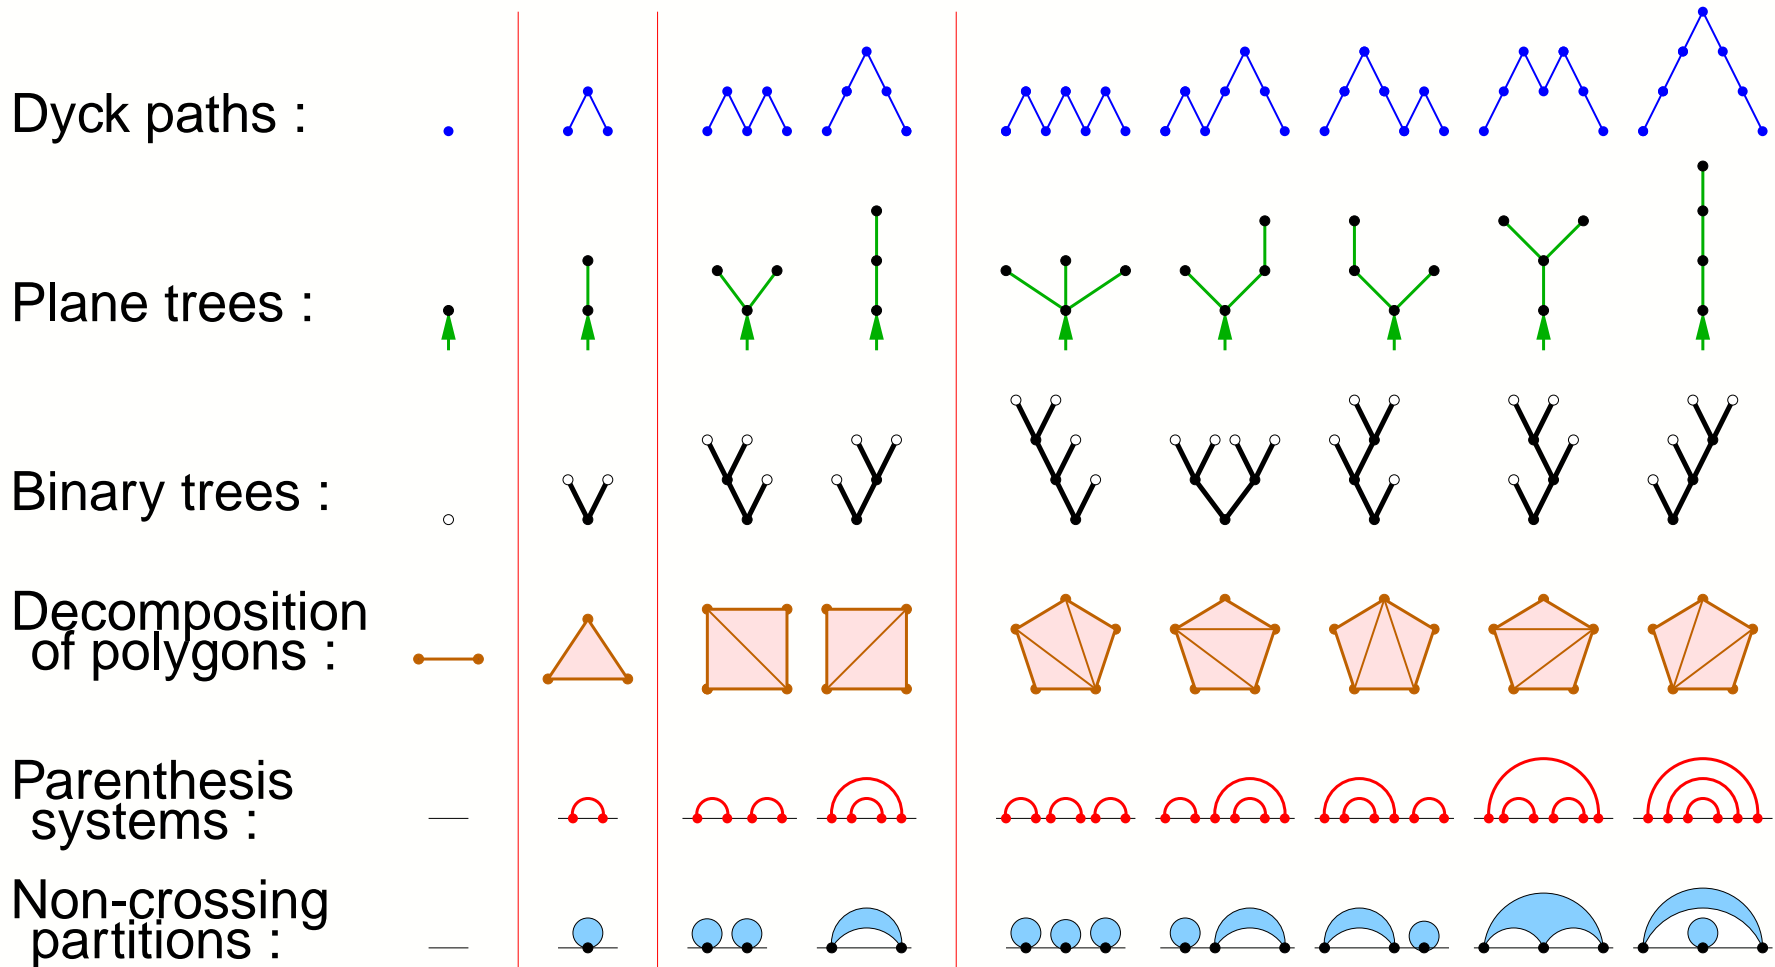 Dyck paths :
Plane trees :
Binary trees :
Decomposition
of polygons :
Parenthesis
systems :
Non-crossing
partitions :